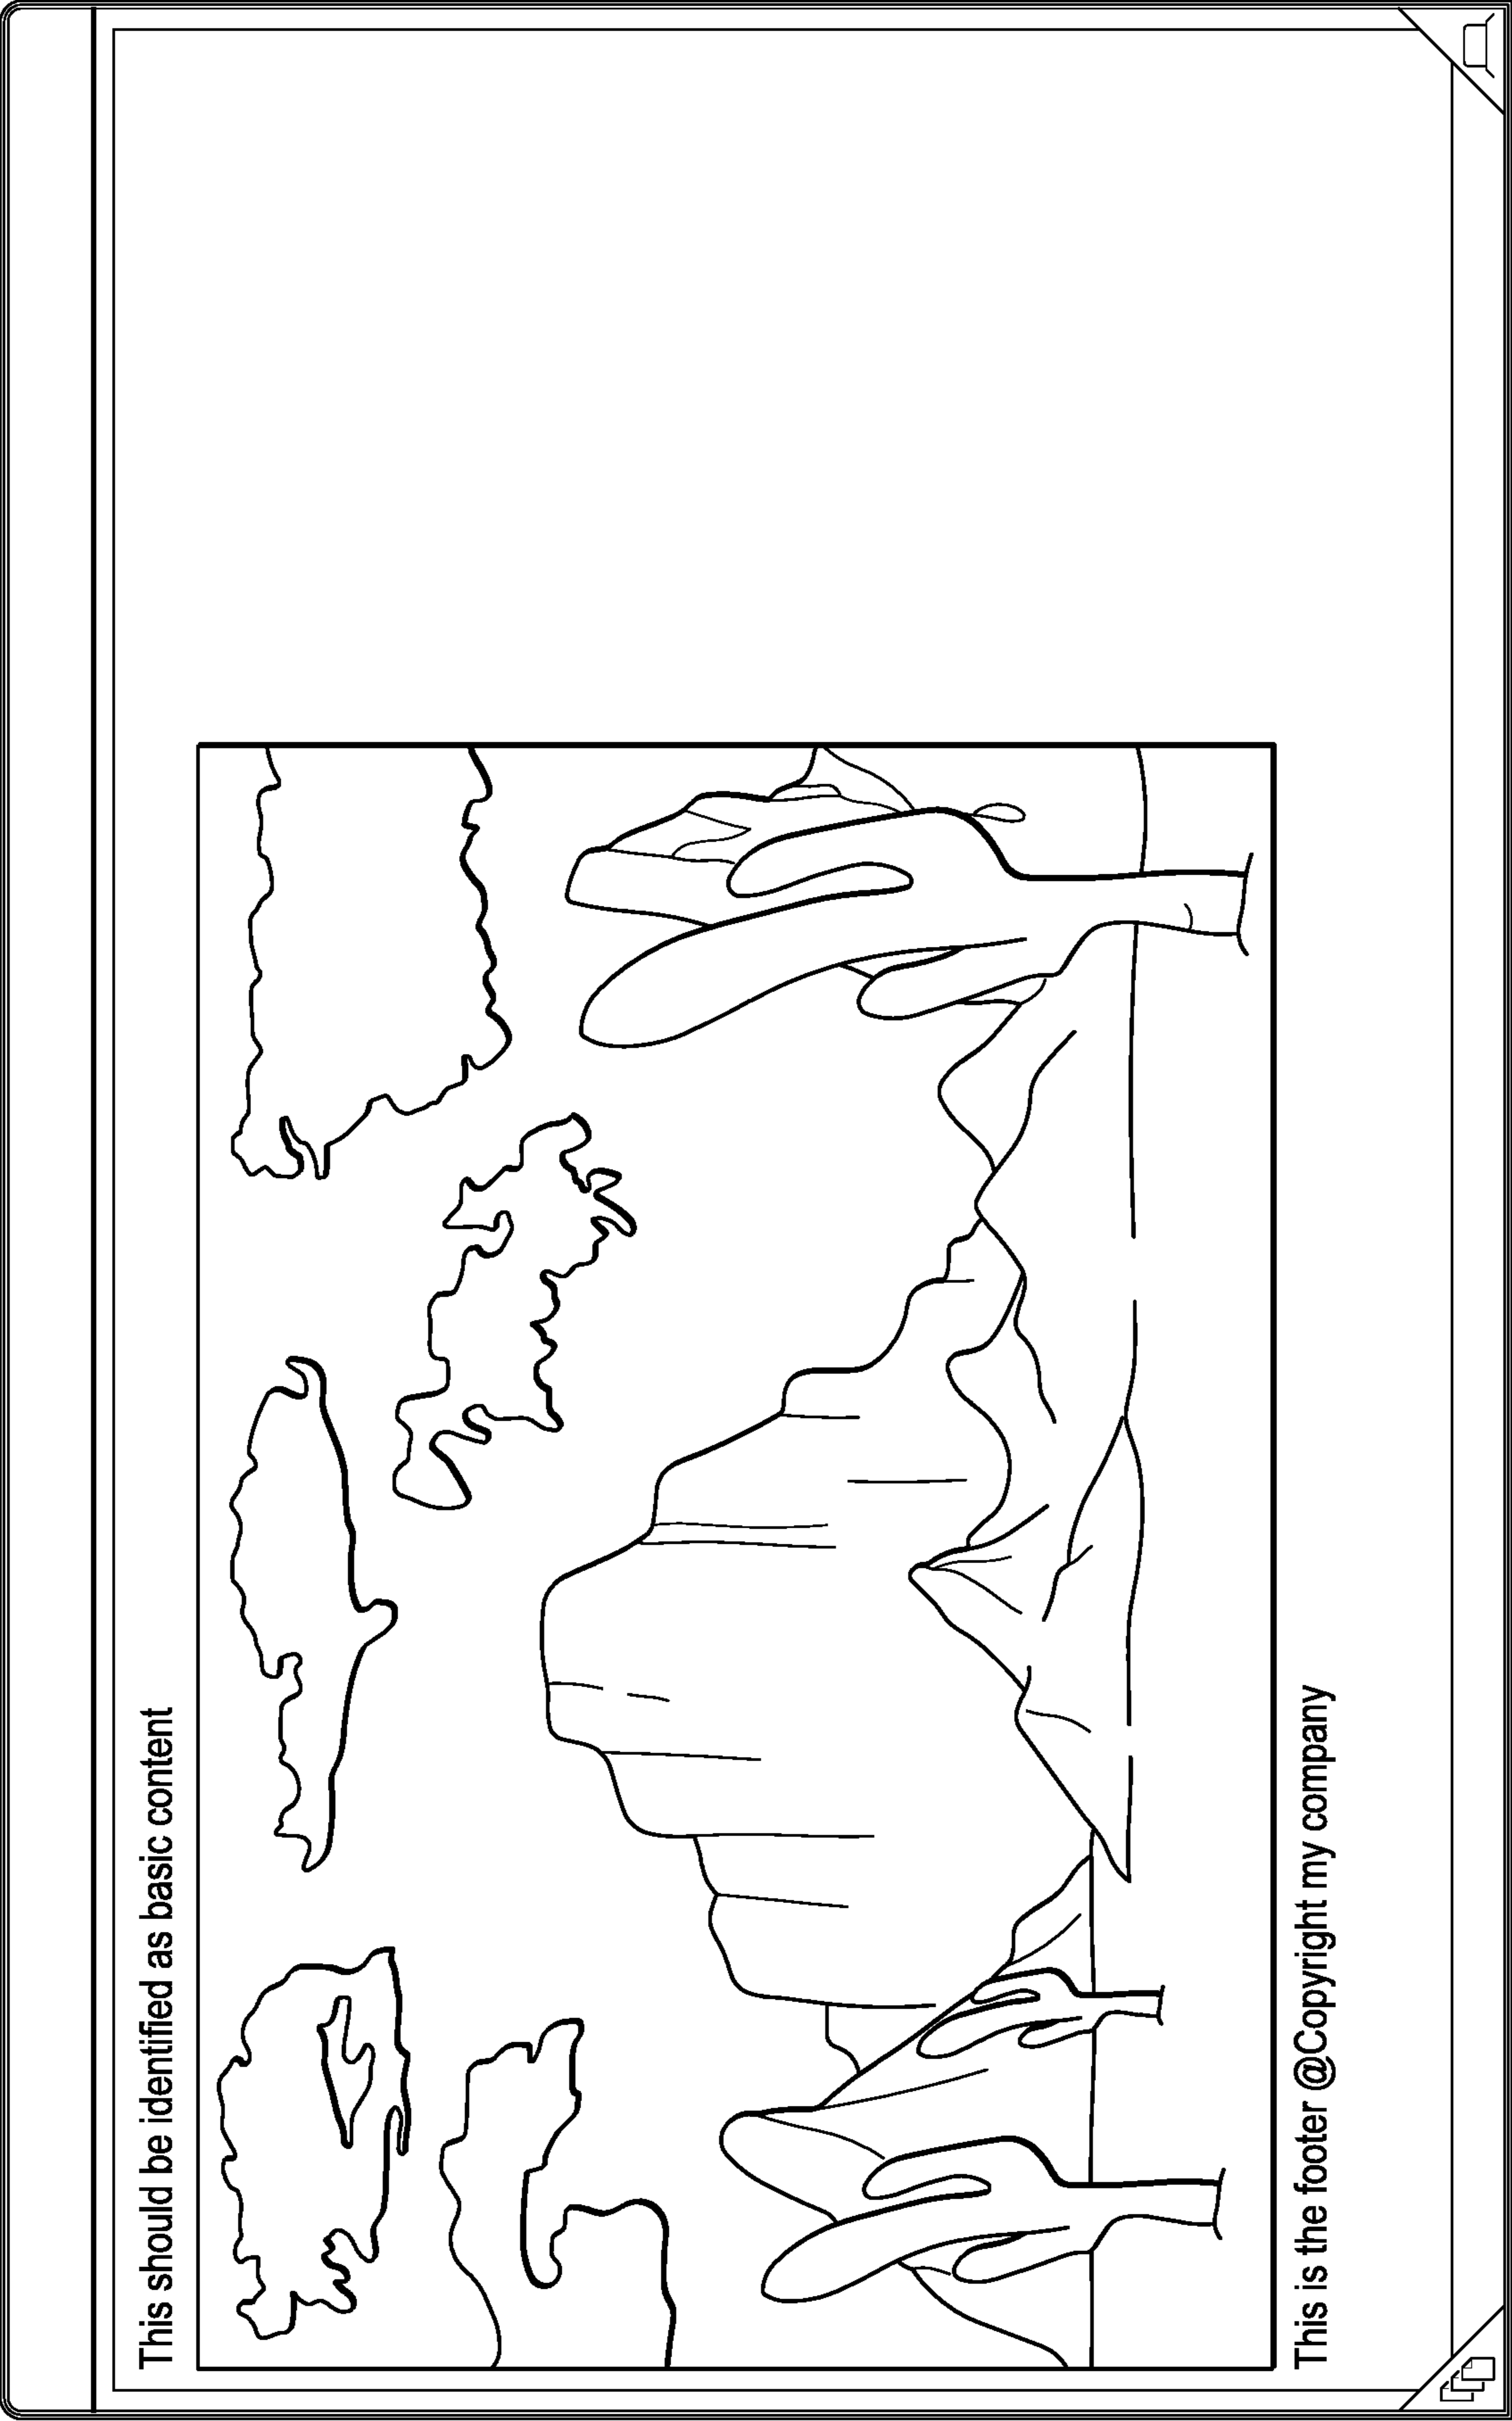 This should be identified as basic content
This is the footer @Copyright my company